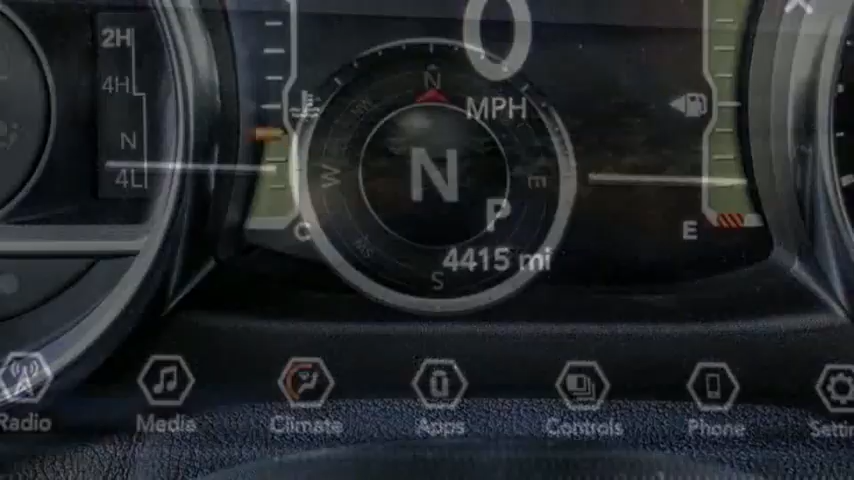 2H
4H
N
4L
0
MPH
N
N
W
E
S
P
4415 mi
C
E
Radio
Media
Climate
Apps
Controls
Phone
Settin